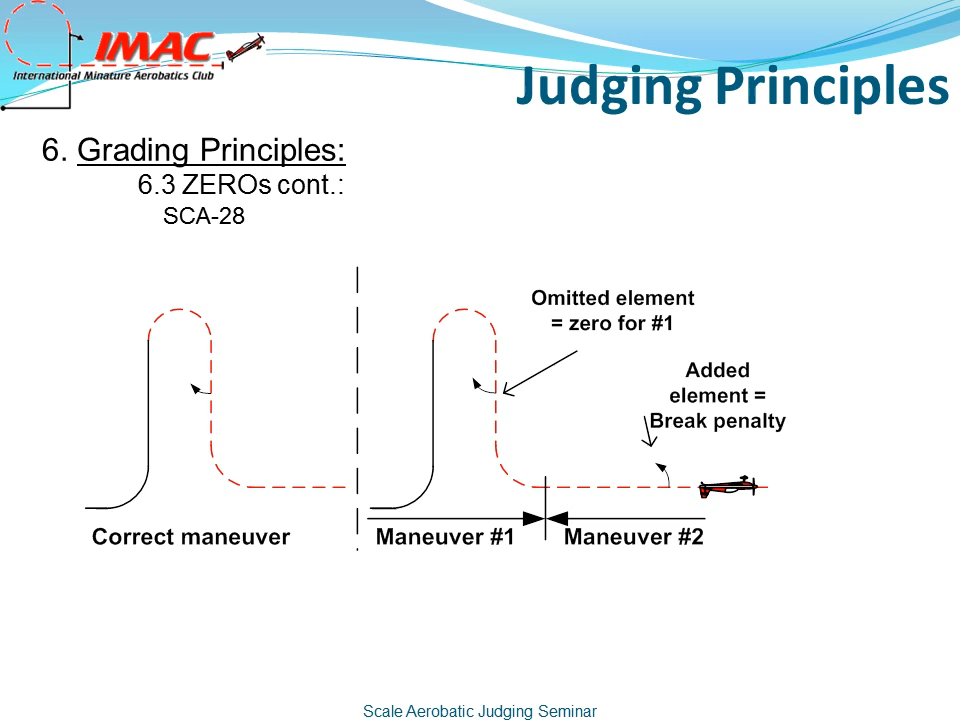 IMAC
International Minature Aerobatics Club
Judging Principles
6. Grading Principles:
6.3 ZEROs cont.:
SCA-28
Omitted element
= zero for #1
Added
element =
Break penalty
Correct maneuver
Maneuver #1
Maneuver #2
Scale Aerobatic Judging Seminar